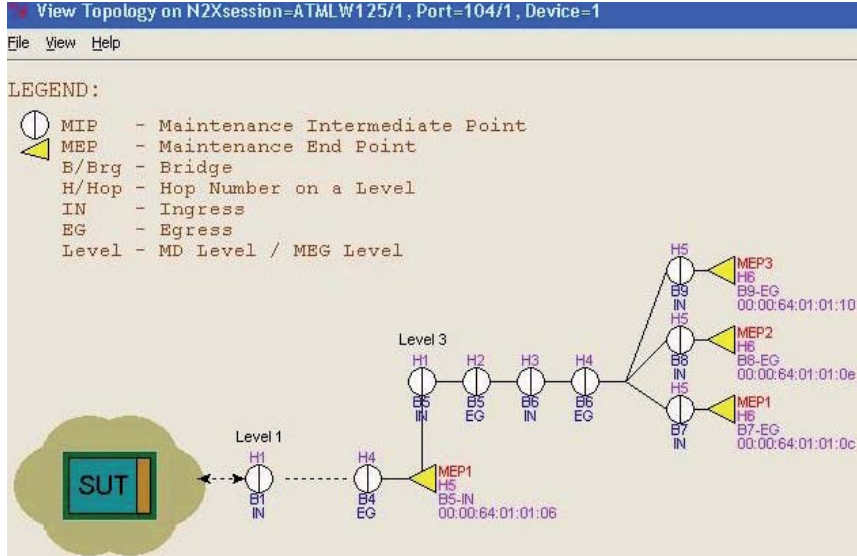 View Topology on N2Xsession=ATMLW125/1, Port=104/1, Device=1
File View Help
LEGEND:
MIP - Maintenance Intermediate Point
MEP - Maintenance End Point
B/Brg - Bridge
H/Hop - Hop Number on a Level
IN - Ingress
EG - Egress
Level - MD Level / MEG Level
H5
MEP3
H6
B9
B9-EG
IN
00:00:64:01:01:10
H5
MEP2
H6
B8
B8-EG
IN
00:00:64:01:01:0e
H5
MEP1
H6
B7
B7-EG
IN
00:00:64:01:01:0c
Level 3
H1 H2 H3 H4
B5 B5 B6 B6
IN EG IN EG
Level 1
H1 H4
MEP1
H5
SUT
B1 B4
B5-IN
IN EG
00:00:64:01:01:06